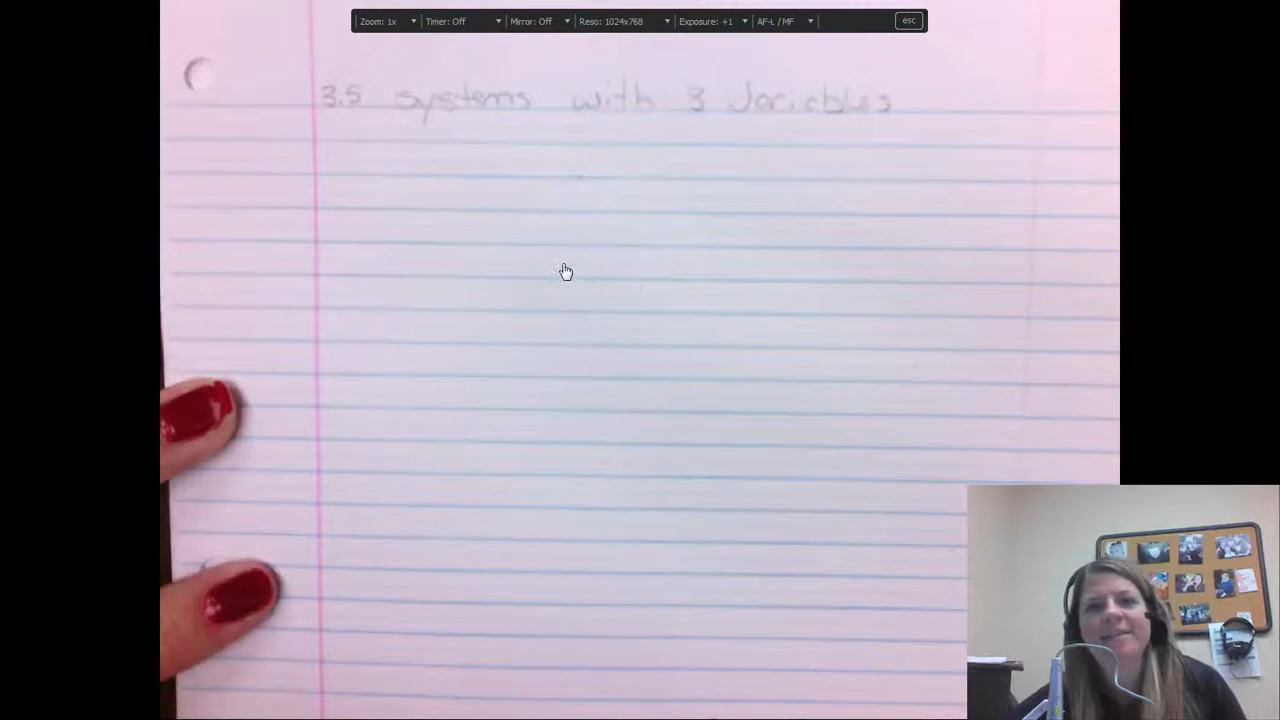 Zoom: 1x Timer: Off Mirror: Off Reso: 1024x768 Exposure: +1 AF-L / MF esc
3.5 systems with 3 Variables